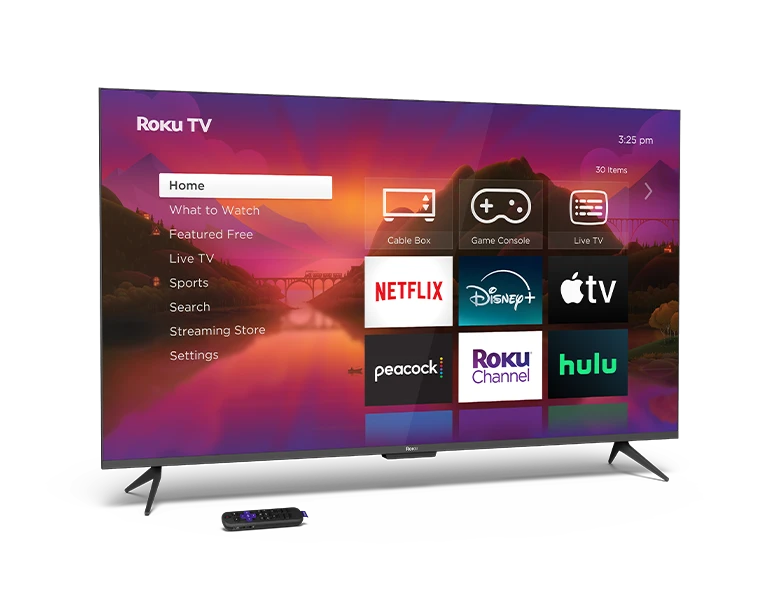 Roku TV
3:25 pm
30 Items
Home
What to Watch
Featured Free
Live TV
Sports
Search
Streaming Store
Settings
Cable Box
Game Console
Live TV
NETFLIX
Disney+
tv
peacock
Roku
Channel
hulu
Roku